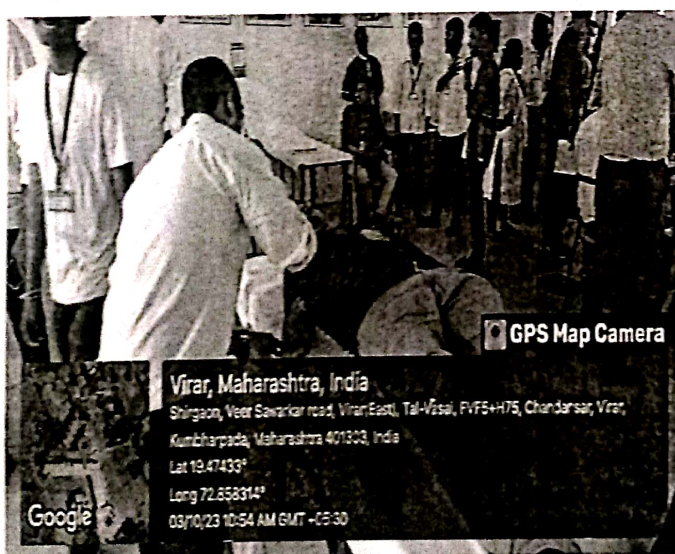 GPS Map Camera
Virar, Maharashtra, India
Shirgaon, Veer Sawarkar road, Virar(East), Tal-Vasai, FVF5+H75, Chandansar, Virar,
Kumbharpada, Maharashtra 401303, India
Lat 19.47433°
Long 72.858314°
03/10/23 10:54 AM GMT +05:30
Google